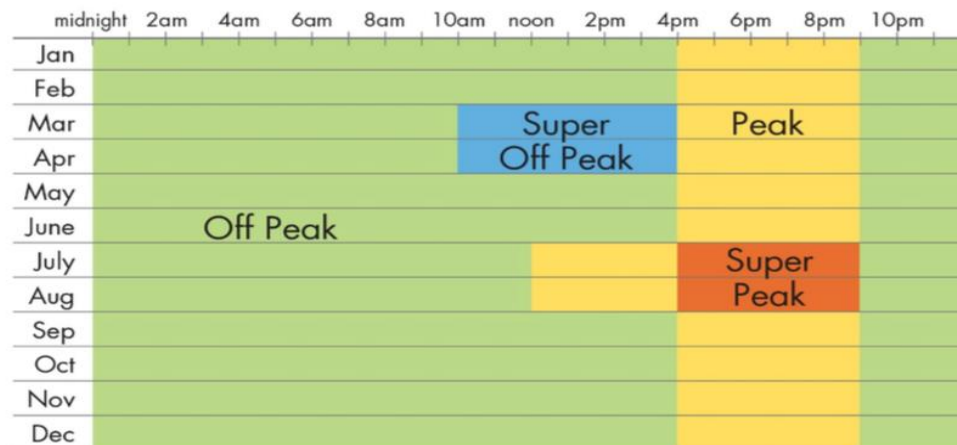 midnight 2am 4am 6am 8am 10am noon 2pm 4pm 6pm 8pm 10pm
Jan
Feb
Mar Super Peak
Apr Off Peak
May
June Off Peak
July Super
Aug Peak
Sep
Oct
Nov
Dec